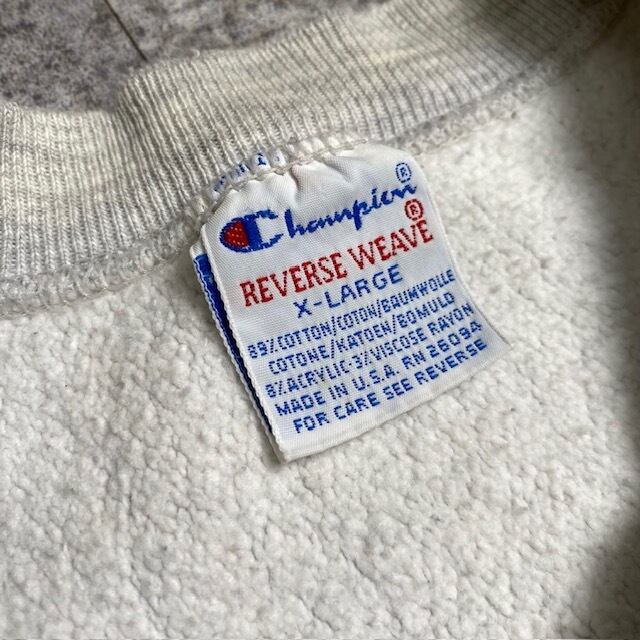 Champion®
REVERSE WEAVE®
X-LARGE
89%COTTON/COTON/BAUMWOLLE
COTONE/KATOEN/BOMULD
8%ACRYLIC-3%VISCOSE RAYON
MADE IN U.S.A. RN 26094
FOR CARE SEE REVERSE